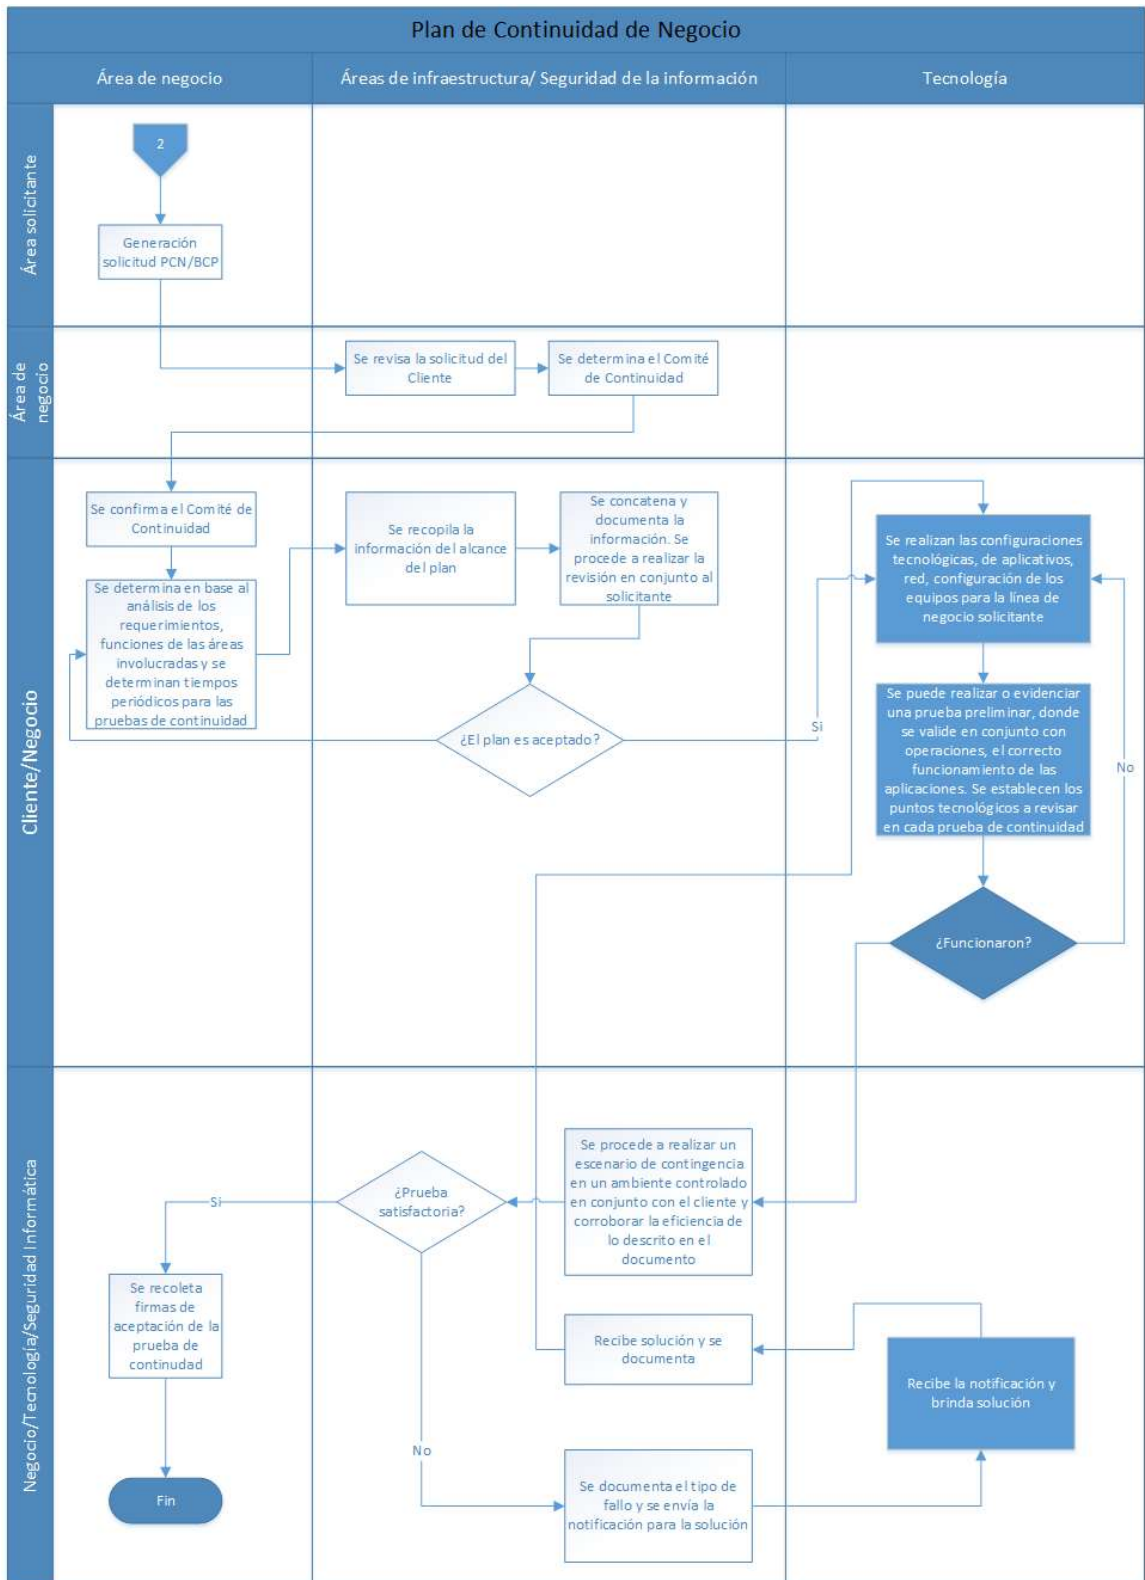 Plan de Continuidad de Negocio
Área de negocio
Áreas de infraestructura/ Seguridad de la información
Tecnología
Área solicitante
2
Generación
solicitud PCN/BCP
Área de
negocio
Se revisa la solicitud del
Cliente
Se determina el Comité
de Continuidad
Cliente/Negocio
Se confirma el Comité de
Continuidad
Se recopila la
información del alcance
del plan
Se concatena y
documenta la
información. Se
procede a realizar la
revisión en conjunto al
solicitante
Se realizan las configuraciones
tecnológicas, de aplicativos,
red, configuración de los
equipos para la línea de
negocio solicitante
Se determina en base al
análisis de los
requerimientos,
funciones de las áreas
involucradas y se
determinan tiempos
periódicos para las
pruebas de continuidad
¿El plan es aceptado?
Si
Se puede realizar o evidenciar
una prueba preliminar, donde
se valide en conjunto con
operaciones, el correcto
funcionamiento de las
aplicaciones. Se establecen los
puntos tecnológicos a revisar
en cada prueba de continuidad
No
¿Funcionaron?
Negocio/Tecnología/Seguridad Informática
Se procede a realizar un
escenario de contingencia
en un ambiente controlado
en conjunto con el cliente y
corroborar la eficiencia de
lo descrito en el
documento
¿Prueba
satisfactoria?
Si
Se recoleta
firmas de
aceptación de la
prueba de
continudad
Recibe solución y se
documenta
Recibe la notificación y
brinda solución
No
Se documenta el tipo de
fallo y se envía la
notificación para la solución
Fin